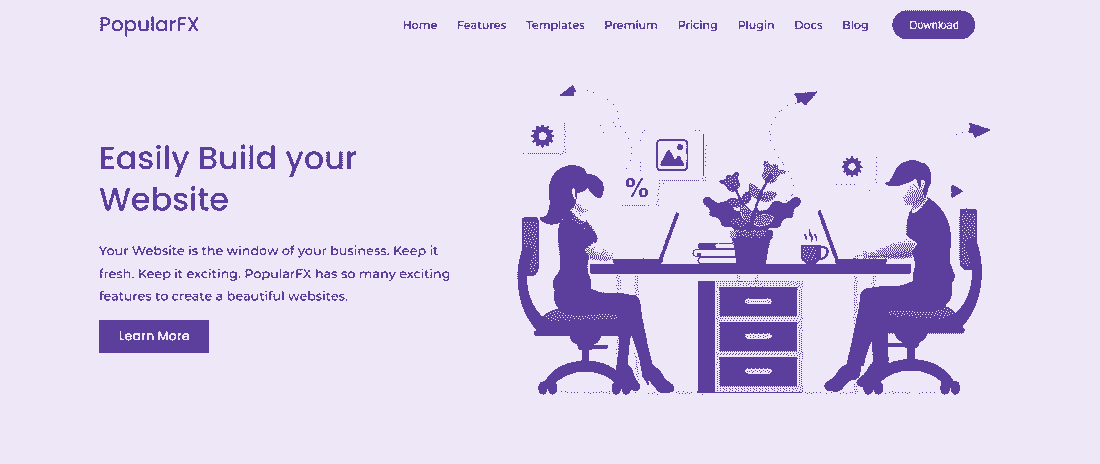 PopularFX
Home Features Templates Premium Pricing Plugin Docs Blog Download
Easily Build your
Website
Your Website is the window of your business. Keep it
fresh. Keep it exciting. PopularFX has so many exciting
features to create a beautiful websites.
Learn More
%